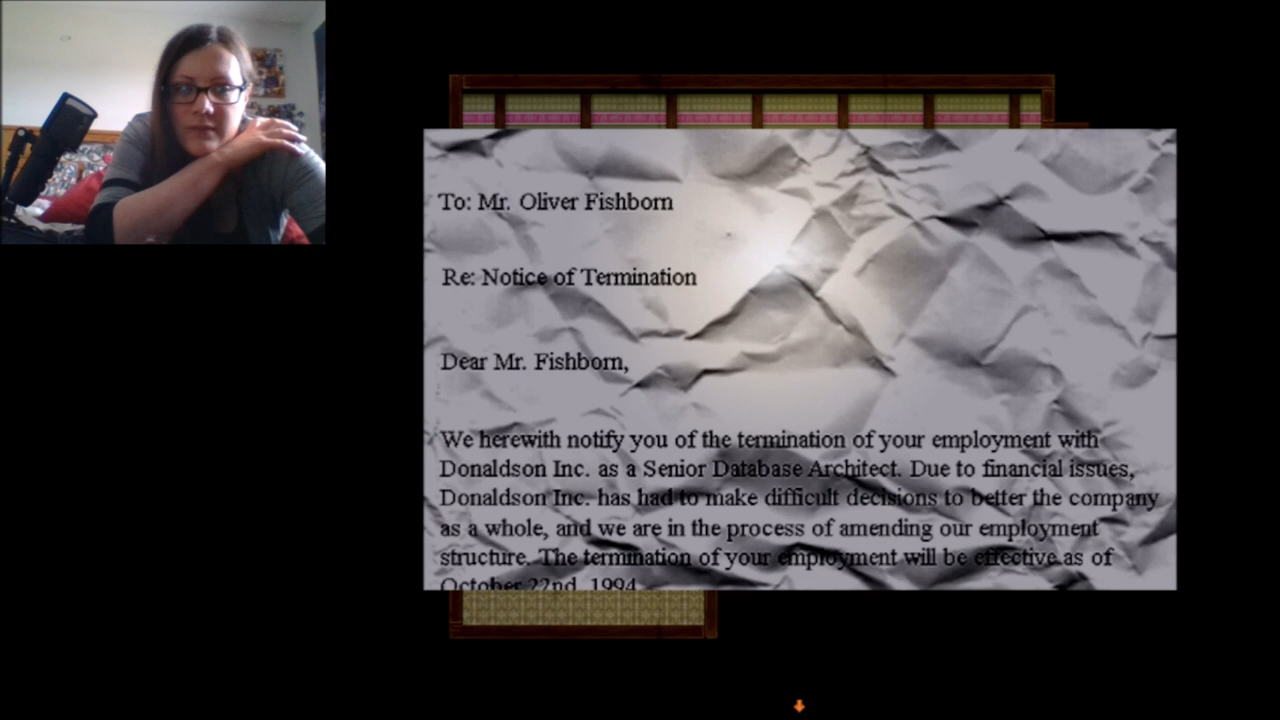 To: Mr. Oliver Fishborn
Re: Notice of Termination
Dear Mr. Fishborn,
We herewith notify you of the termination of your employment with
Donaldson Inc. as a Senior Database Architect. Due to financial issues,
Donaldson Inc. has had to make difficult decisions to better the company
as a whole, and we are in the process of amending our employment
structure. The termination of your employment will be effective as of
October 22nd, 1994